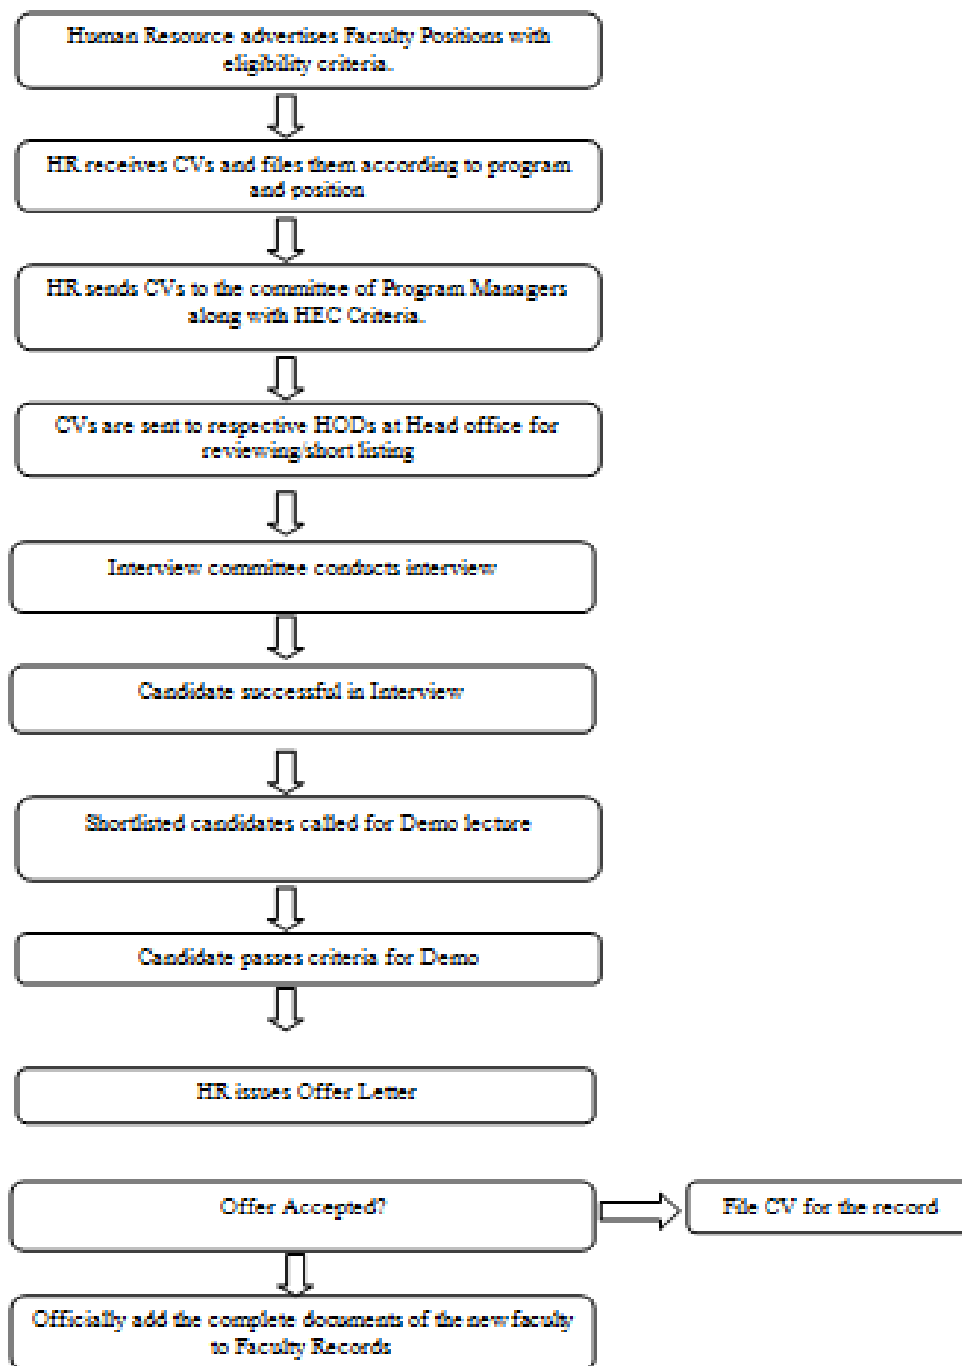 Human Resource advertises Faculty Positions with
eligibility criteria.
HR receives CVs and files them according to program
and position
HR sends CVs to the committee of Program Managers
along with HEC Criteria.
CVs are sent to respective HODs at Head office for
reviewing/short listing
Interview committee conducts interview
Candidate successful in Interview
Shortlisted candidates called for Demo lecture
Candidate passes criteria for Demo
HR issues Offer Letter
Offer Accepted?
File CV for the record
Officially add the complete documents of the new faculty
to Faculty Records